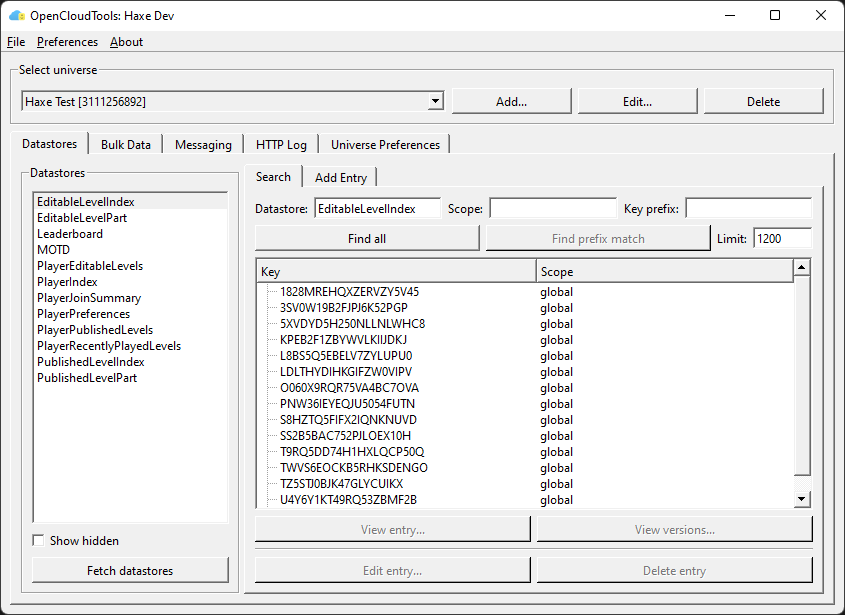 OpenCloudTools: Haxe Dev
File Preferences About
Select universe
Haxe Test [3111256892] Add... Edit... Delete
Datastores Bulk Data Messaging HTTP Log Universe Preferences
Datastores
EditableLevelIndex
EditableLevelPart
Leaderboard
MOTD
PlayerEditableLevels
PlayerIndex
PlayerJoinSummary
PlayerPreferences
PlayerPublishedLevels
PlayerRecentlyPlayedLevels
PublishedLevelIndex
PublishedLevelPart
Show hidden
Fetch datastores
Search Add Entry
Datastore: EditableLevelIndex Scope: Key prefix:
Find all Find prefix match Limit: 1200
Key Scope
1828MREHQXZERVZY5V45 global
3SV0W19B2FJPJ6K52PGP global
5XVDYD5H250NLLNLWHC8 global
KPEB2F1ZBYWVLKIIJDKJ global
L8BS5Q5EBELV7ZYLUPU0 global
LDLTHYDIHKGIFZW0VIPV global
O060X9RQR75VA4BC7OVA global
PNW36IEYEQJU5054FUTN global
S8HZTQ5FIFX2IQNKNUVD global
SS2B5BAC752PJLOEX10H global
T9RQ5DD74H1HXLQCP50Q global
TWVS6EOCKB5RHKSDENGO global
TZ5STJ0BJK47GLYCUIKX global
U4Y6Y1KT49RQ53ZBMF2B global
View entry... View versions...
Edit entry... Delete entry